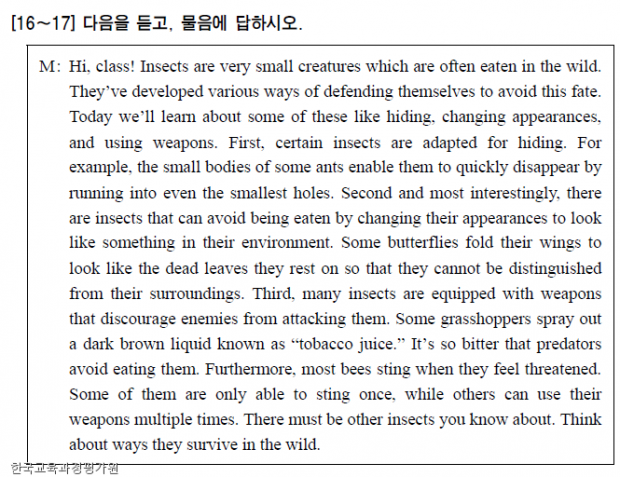 [16～17] 다음을 듣고, 물음에 답하시오.
M: Hi, class! Insects are very small creatures which are often eaten in the wild.
They’ve developed various ways of defending themselves to avoid this fate.
Today we’ll learn about some of these like hiding, changing appearances,
and using weapons. First, certain insects are adapted for hiding. For
example, the small bodies of some ants enable them to quickly disappear by
running into even the smallest holes. Second and most interestingly, there
are insects that can avoid being eaten by changing their appearances to look
like something in their environment. Some butterflies fold their wings to
look like the dead leaves they rest on so that they cannot be distinguished
from their surroundings. Third, many insects are equipped with weapons
that discourage enemies from attacking them. Some grasshoppers spray out
a dark brown liquid known as “tobacco juice.” It’s so bitter that predators
avoid eating them. Furthermore, most bees sting when they feel threatened.
Some of them are only able to sting once, while others can use their
weapons multiple times. There must be other insects you know about. Think
about ways they survive in the wild.
한국교육과정평가원